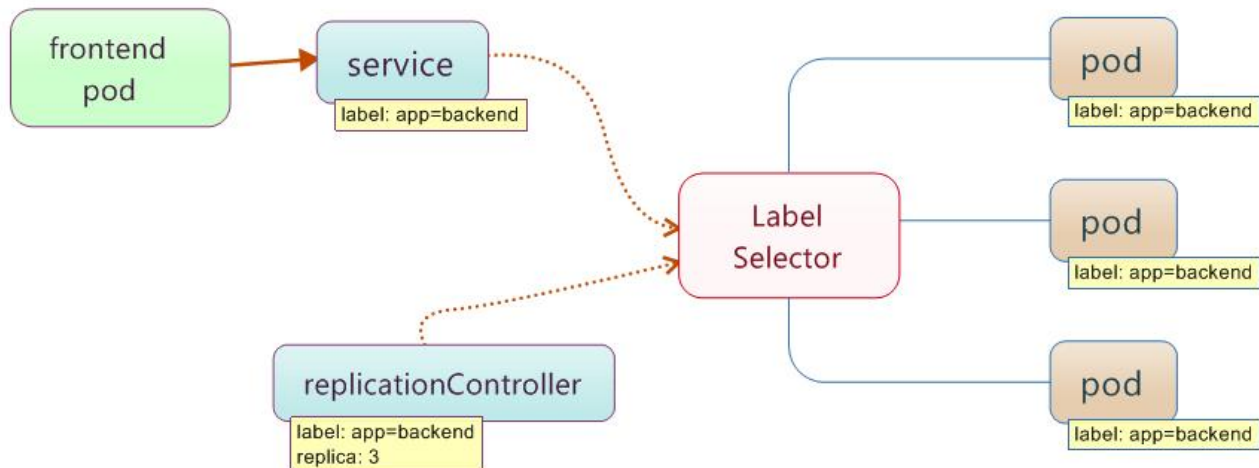 frontend
pod
service
label: app=backend
Label
Selector
replicationController
label: app=backend
replica: 3
pod
label: app=backend
pod
label: app=backend
pod
label: app=backend